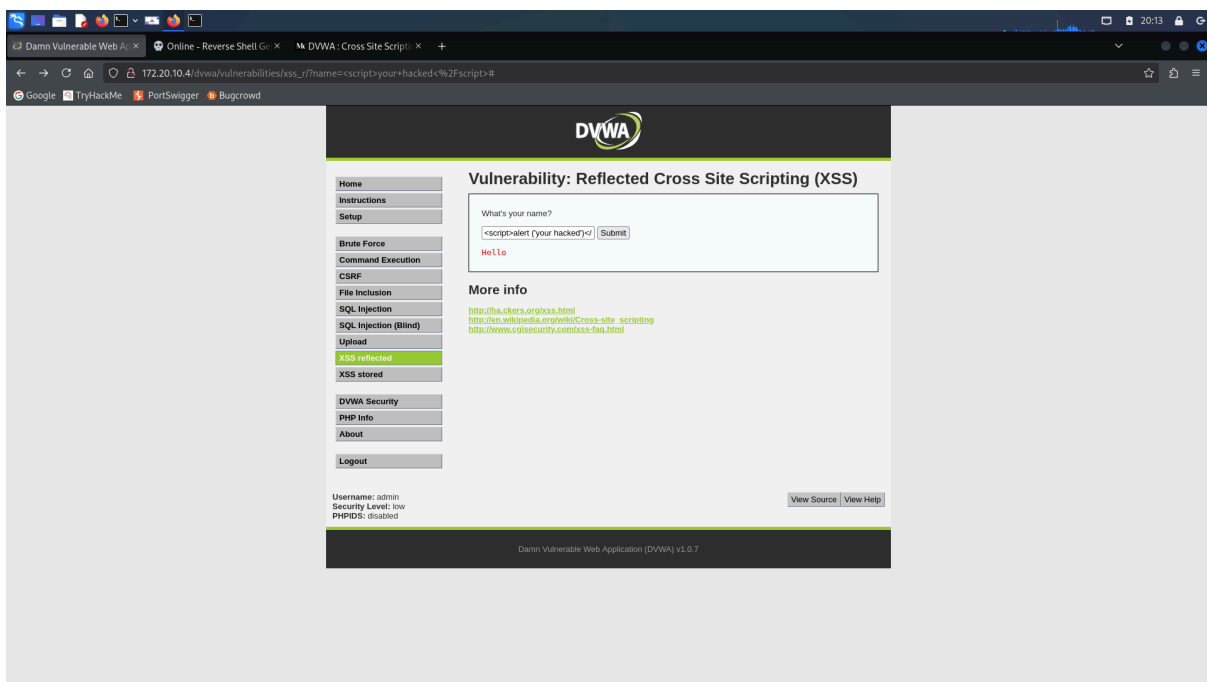 20:13
Damn Vulnerable Web Ap
Online - Reverse Shell Ge
DVWA : Cross Site Scripti
172.20.10.4/dvwa/vulnerabilities/xss_r/?name=<script>your+hacked<%2Fscript>#
Google TryHackMe PortSwigger Bugcrowd
DVWA
Home
Instructions
Setup
Brute Force
Command Execution
CSRF
File Inclusion
SQL Injection
SQL Injection (Blind)
Upload
XSS reflected
XSS stored
DVWA Security
PHP Info
About
Logout
Vulnerability: Reflected Cross Site Scripting (XSS)
What's your name?
<script>alert ('your hacked')</ Submit
Hello
More info
http://ha.ckers.org/xss.html
http://en.wikipedia.org/wiki/Cross-site_scripting
http://www.cgisecurity.com/xss-faq.html
Username: admin
Security Level: low
PHPIDS: disabled
View Source View Help
Damn Vulnerable Web Application (DVWA) v1.0.7